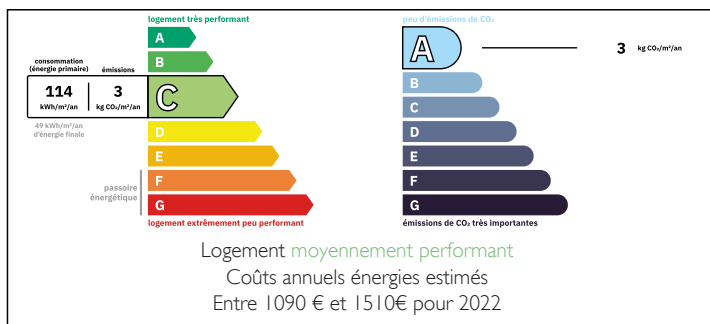 logement très performant
A
B
consommation
(énergie primaire)
émissions
114
kWh/m²/an
3
kg CO₂/m²/an
C
49 kWh/m²/an
d'énergie finale
D
E
F
G
passoire
énergétique
logement extrêmement peu performant
peu d'émissions de CO₂
A
3 kg CO₂/m²/an
B
C
D
E
F
G
émissions de CO₂ très importantes
Logement moyennement performant
Coûts annuels énergies estimés
Entre 1090 € et 1510€ pour 2022